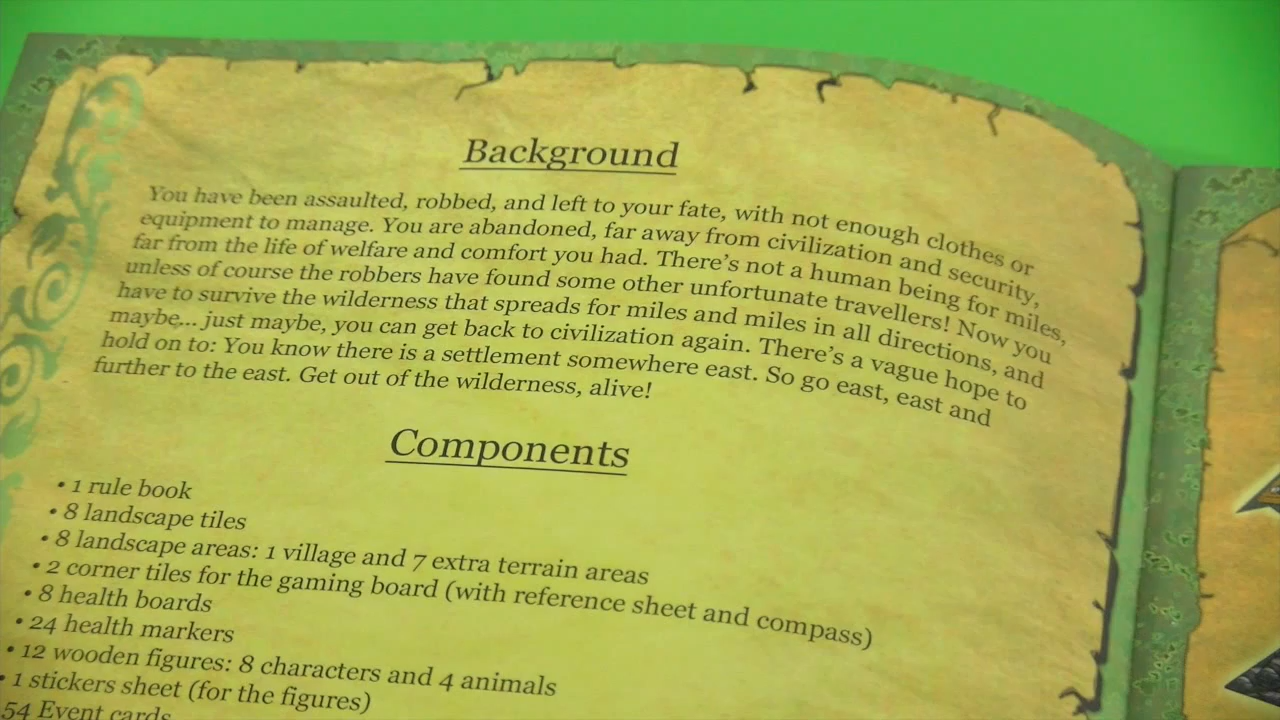 Background
You have been assaulted, robbed, and left to your fate, with not enough clothes or
equipment to manage. You are abandoned, far away from civilization and security,
far from the life of welfare and comfort you had. There's not a human being for miles,
unless of course the robbers have found some other unfortunate travellers! Now you
have to survive the wilderness that spreads for miles and miles in all directions, and
maybe... just maybe, you can get back to civilization again. There's a vague hope to
hold on to: You know there is a settlement somewhere east. So go east, east and
further to the east. Get out of the wilderness, alive!
Components
• 1 rule book
• 8 landscape tiles
• 8 landscape areas: 1 village and 7 extra terrain areas
• 2 corner tiles for the gaming board (with reference sheet and compass)
• 8 health boards
• 24 health markers
• 12 wooden figures: 8 characters and 4 animals
• 1 stickers sheet (for the figures)
54 Event cards